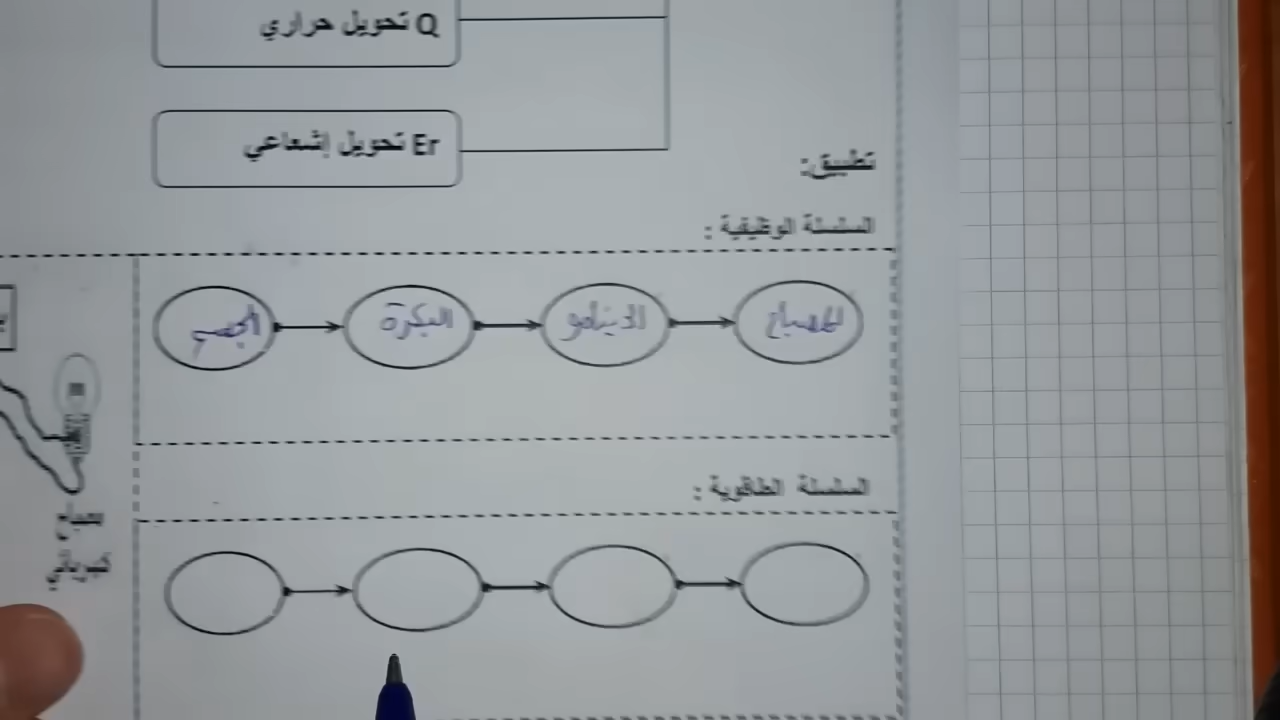 Q تحويل حراري
Er تحويل إشعاعي
تطبيق:
السلسلة الوظيفية :
الجسم
البكرة
الدينامو
المصباح
السلسلة الطاقوية :
مصباح
كهربائي